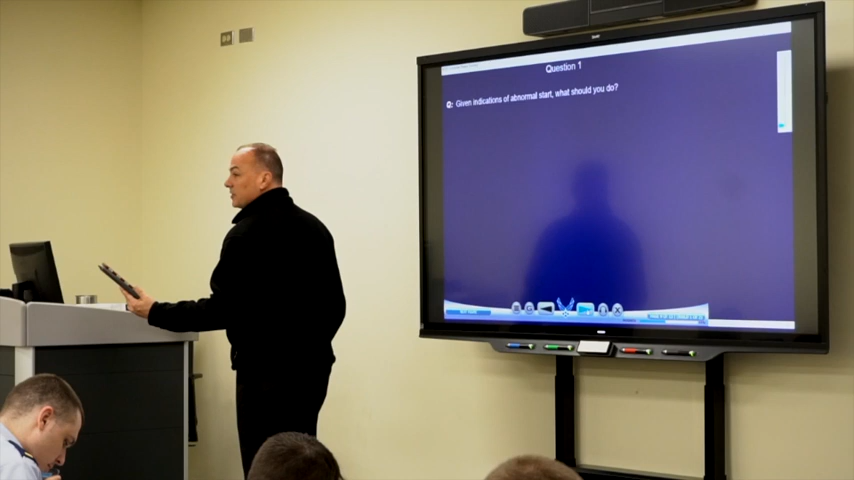 Question 1
Q: Given indications of abnormal start, what should you do?